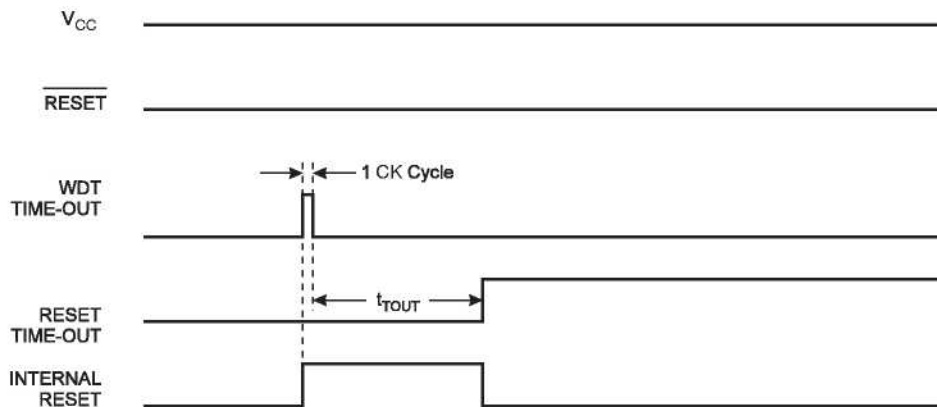 VCC
RESET
1 CK Cycle
WDT
TIME-OUT
tTOUT
RESET
TIME-OUT
INTERNAL
RESET